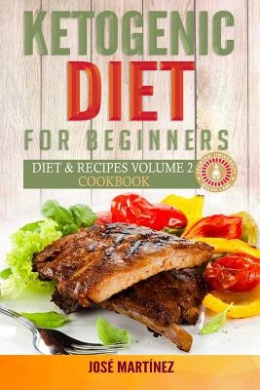 KETOGENIC
DIET
FOR BEGINNERS
DIET & RECIPES VOLUME 2
COOKBOOK
JOSÉ MARTÍNEZ